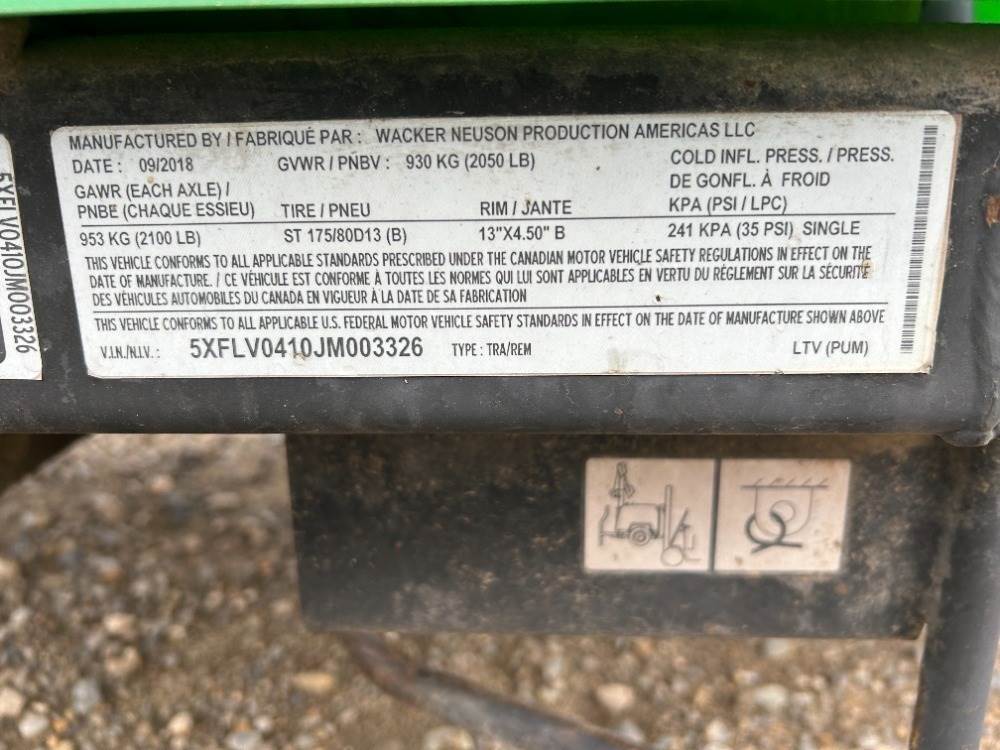 MANUFACTURED BY / FABRIQUÉ PAR : WACKER NEUSON PRODUCTION AMERICAS LLC
DATE : 09/2018 GVWR / PNBV : 930 KG (2050 LB) COLD INFL. PRESS. / PRESS.
GAWR (EACH AXLE) / DE GONFL. À FROID
PNBE (CHAQUE ESSIEU) TIRE / PNEU RIM / JANTE KPA (PSI / LPC)
953 KG (2100 LB) ST 175/80D13 (B) 13"X4.50" B 241 KPA (35 PSI) SINGLE
THIS VEHICLE CONFORMS TO ALL APPLICABLE STANDARDS PRESCRIBED UNDER THE CANADIAN MOTOR VEHICLE SAFETY REGULATIONS IN EFFECT ON THE
DATE OF MANUFACTURE. / CE VÉHICULE EST CONFORME À TOUTES LES NORMES QUI LUI SONT APPLICABLES EN VERTU DU RÈGLEMENT SUR LA SÉCURITÉ
DES VÉHICULES AUTOMOBILES DU CANADA EN VIGUEUR À LA DATE DE SA FABRICATION
THIS VEHICLE CONFORMS TO ALL APPLICABLE U.S. FEDERAL MOTOR VEHICLE SAFETY STANDARDS IN EFFECT ON THE DATE OF MANUFACTURE SHOWN ABOVE
V.I.N./N.I.V. : 5XFLV0410JM003326 TYPE : TRA/REM LTV (PUM)
5XFLV0410JM003326